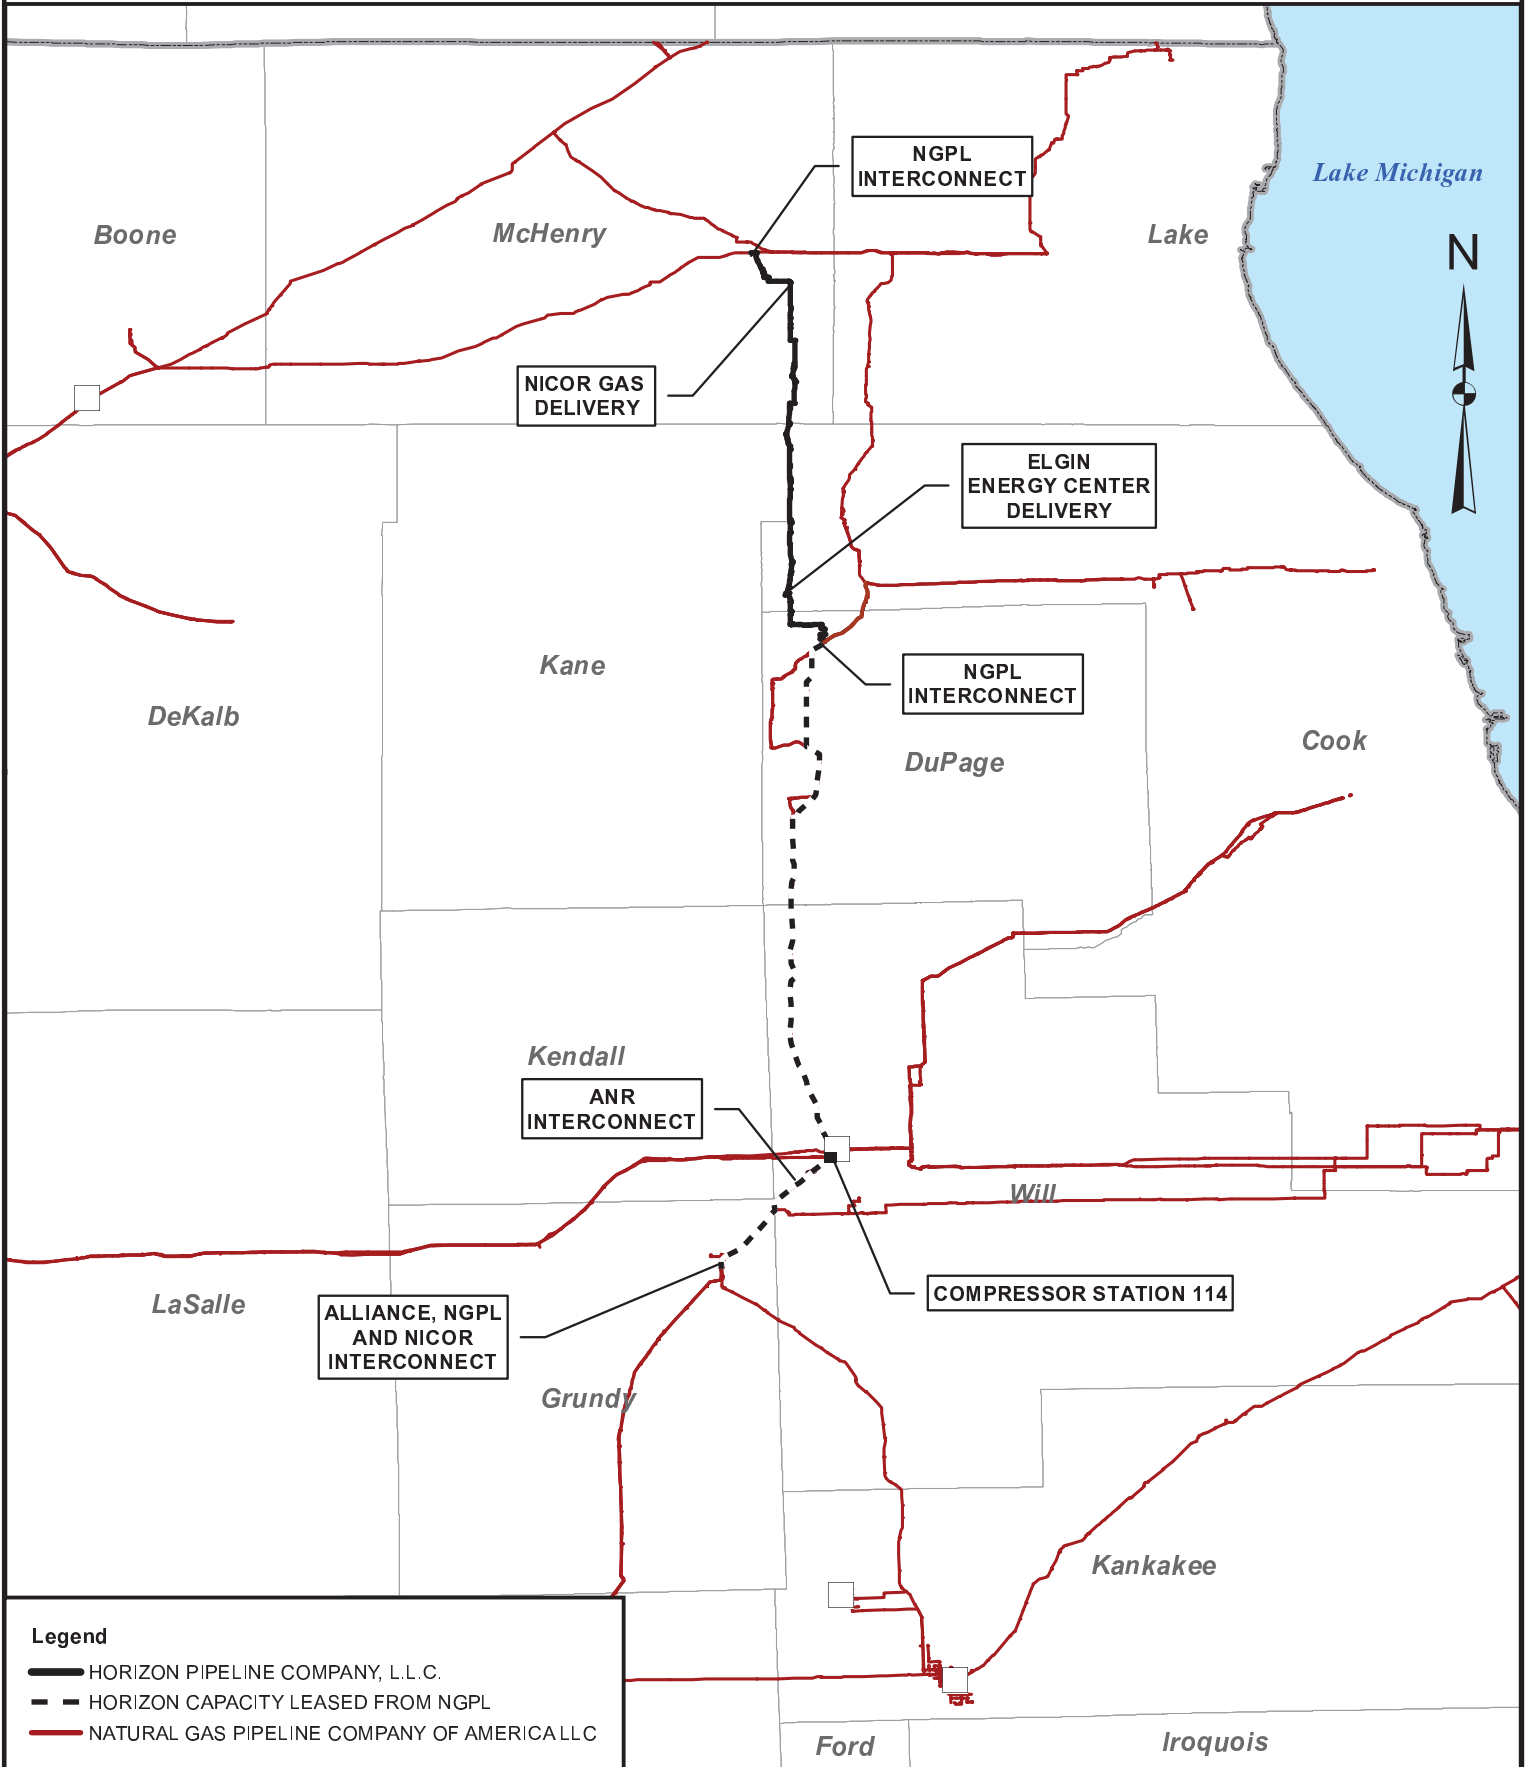 NGPL
INTERCONNECT
Lake Michigan
Boone
McHenry
Lake
N
NICOR GAS
DELIVERY
ELGIN
ENERGY CENTER
DELIVERY
Kane
NGPL
INTERCONNECT
DeKalb
Cook
DuPage
Kendall
ANR
INTERCONNECT
Will
LaSalle
COMPRESSOR STATION 114
ALLIANCE, NGPL
AND NICOR
INTERCONNECT
Grundy
Kankakee
Legend
HORIZON PIPELINE COMPANY, L.L.C.
HORIZON CAPACITY LEASED FROM NGPL
NATURAL GAS PIPELINE COMPANY OF AMERICA LLC
Ford
Iroquois